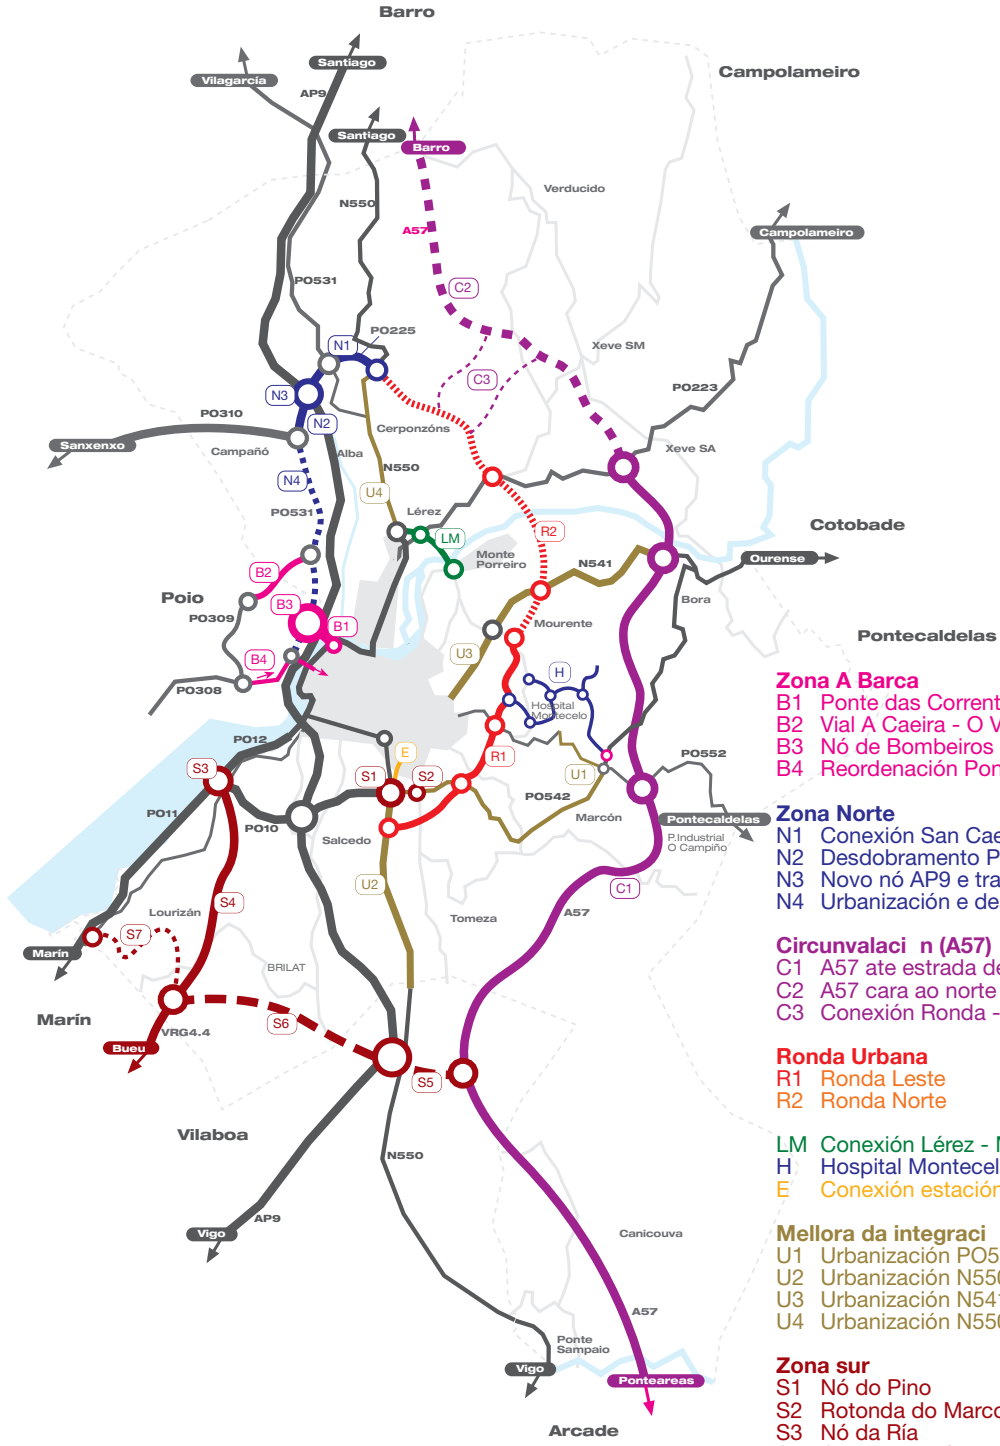 Barro
Santiago
Vilagarcía
Campolameiro
AP9
Santiago
Barro
Verducido
N550
A57
Campolameiro
PO531
C2
PO225
N1
Xeve SM
C3
PO223
N3
PO310
N2
Cerponzóns
Sanxenxo
Campañó
Alba
Xeve SA
N550
N4
U4
PO531
Lérez
Cotobade
R2
LM
Monte
Porreiro
N541
Ourense
B2
Poio
B3
Bora
PO309
B1
Mourente
Pontecaldelas
U3
B4
H
PO308
Hospital
Montecelo
PO12
E
R1
PO552
S3
S1
S2
U1
PO542
PO11
PO10
Marcón
Pontecaldelas
Salcedo
P.Industrial
O Campiño
U2
C1
S4
Lourizán
Tomeza
A57
S7
Marín
BRILAT
Marín
S6
VRG4.4
Bueu
S5
Vilaboa
N550
AP9
Vigo
Canicouva
A57
Ponte
Sampaio
Vigo
Ponteareas
Arcade
Zona A Barca
B1 Ponte das Corrent
B2 Vial A Caeira - O V
B3 Nó de Bombeiros
B4 Reordenación Pon
Zona Norte
N1 Conexión San Cae
N2 Desdobramento P
N3 Novo nó AP9 e tra
N4 Urbanización e de
Circunvalaci n (A57)
C1 A57 ate estrada de
C2 A57 cara ao norte
C3 Conexión Ronda -
Ronda Urbana
R1 Ronda Leste
R2 Ronda Norte
LM Conexión Lérez - M
H Hospital Montecel
E Conexión estación
Mellora da integraci
U1 Urbanización PO5
U2 Urbanización N550
U3 Urbanización N541
U4 Urbanización N550
Zona sur
S1 Nó do Pino
S2 Rotonda do Marco
S3 Nó da Ría